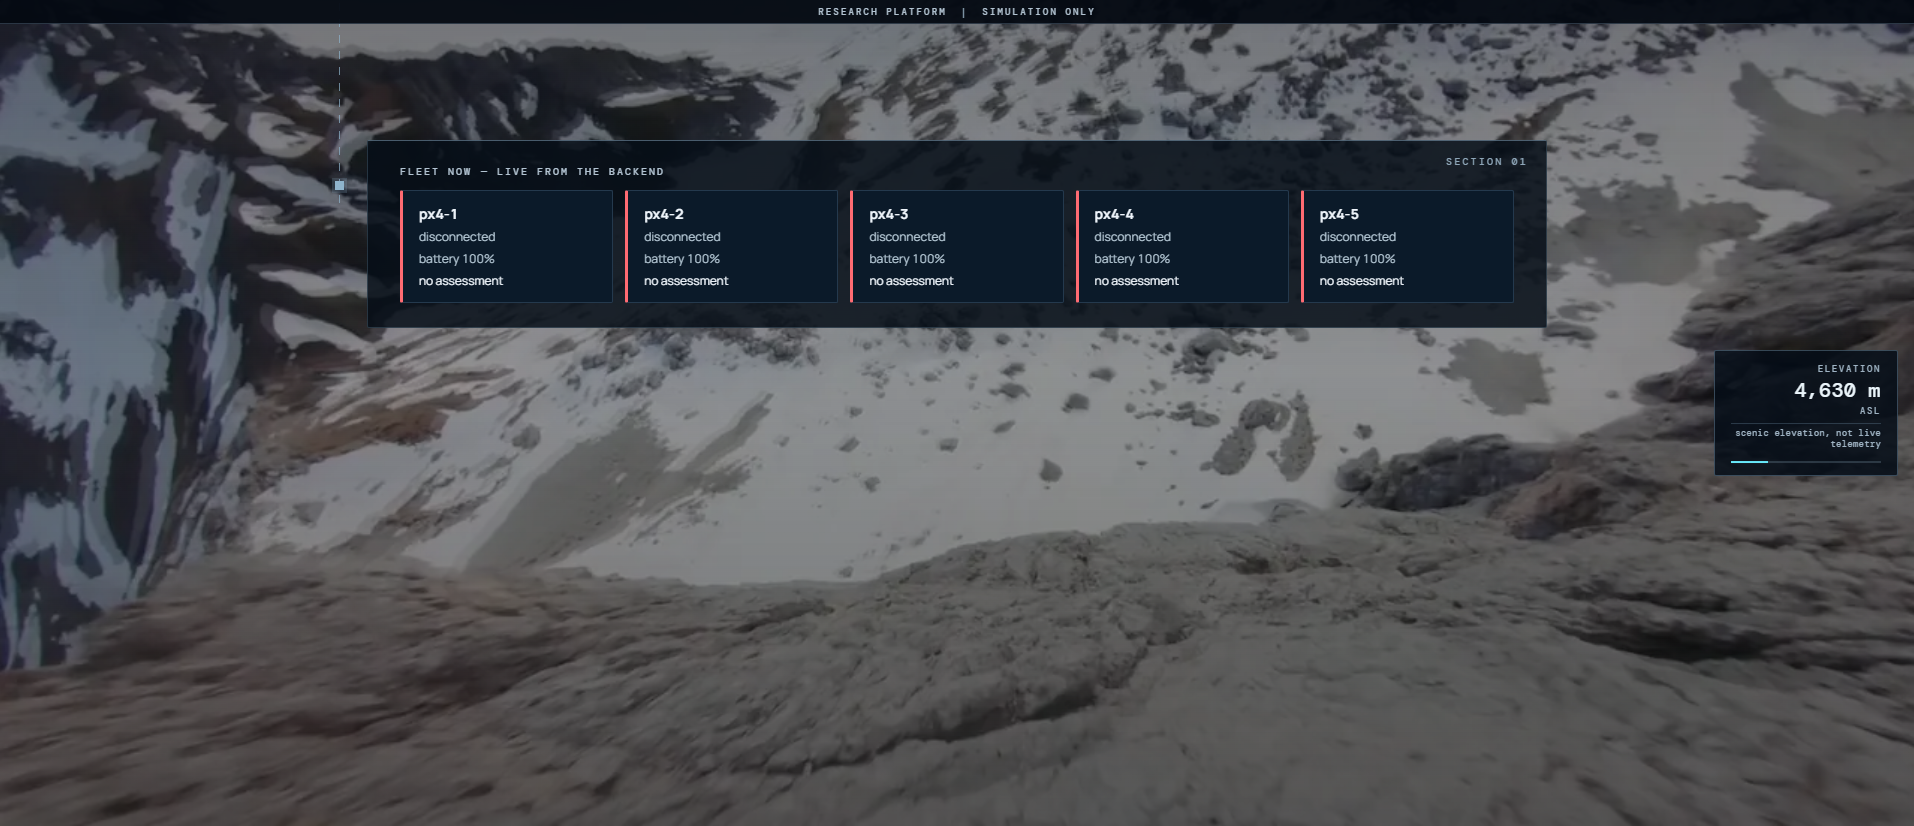 RESEARCH PLATFORM | SIMULATION ONLY
SECTION 01
FLEET NOW — LIVE FROM THE BACKEND
px4-1
disconnected
battery 100%
no assessment
px4-2
disconnected
battery 100%
no assessment
px4-3
disconnected
battery 100%
no assessment
px4-4
disconnected
battery 100%
no assessment
px4-5
disconnected
battery 100%
no assessment
ELEVATION
4,630 m
ASL
scenic elevation, not live
telemetry